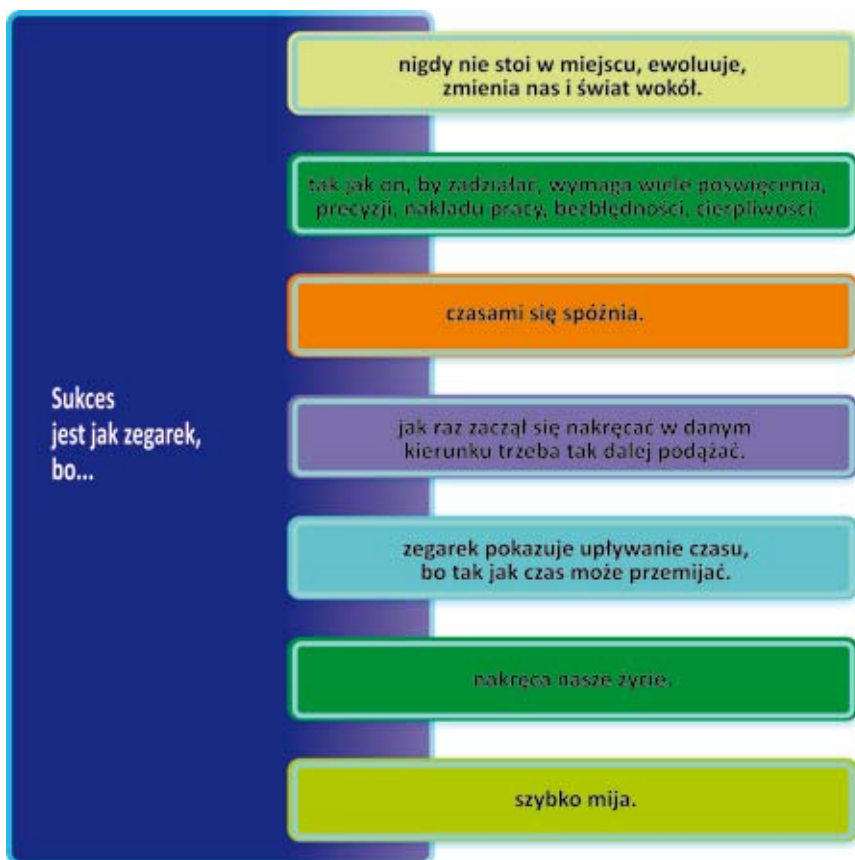 Sukces
jest jak zegarek,
bo...
nigdy nie stoi w miejscu, ewoluuje,
zmienia nas i świat wokół.
tak jak on, by zadziałać, wymaga wiele poświęcenia,
precyzji, nakładu pracy, bezbłędności, cierpliwości.
czasami się spóźnia.
jak raz zaczął się nakręcać w danym
kierunku trzeba tak dalej podążać.
zegarek pokazuje upływanie czasu,
bo tak jak czas może przemijać.
nakręca nasze życie.
szybko mija.